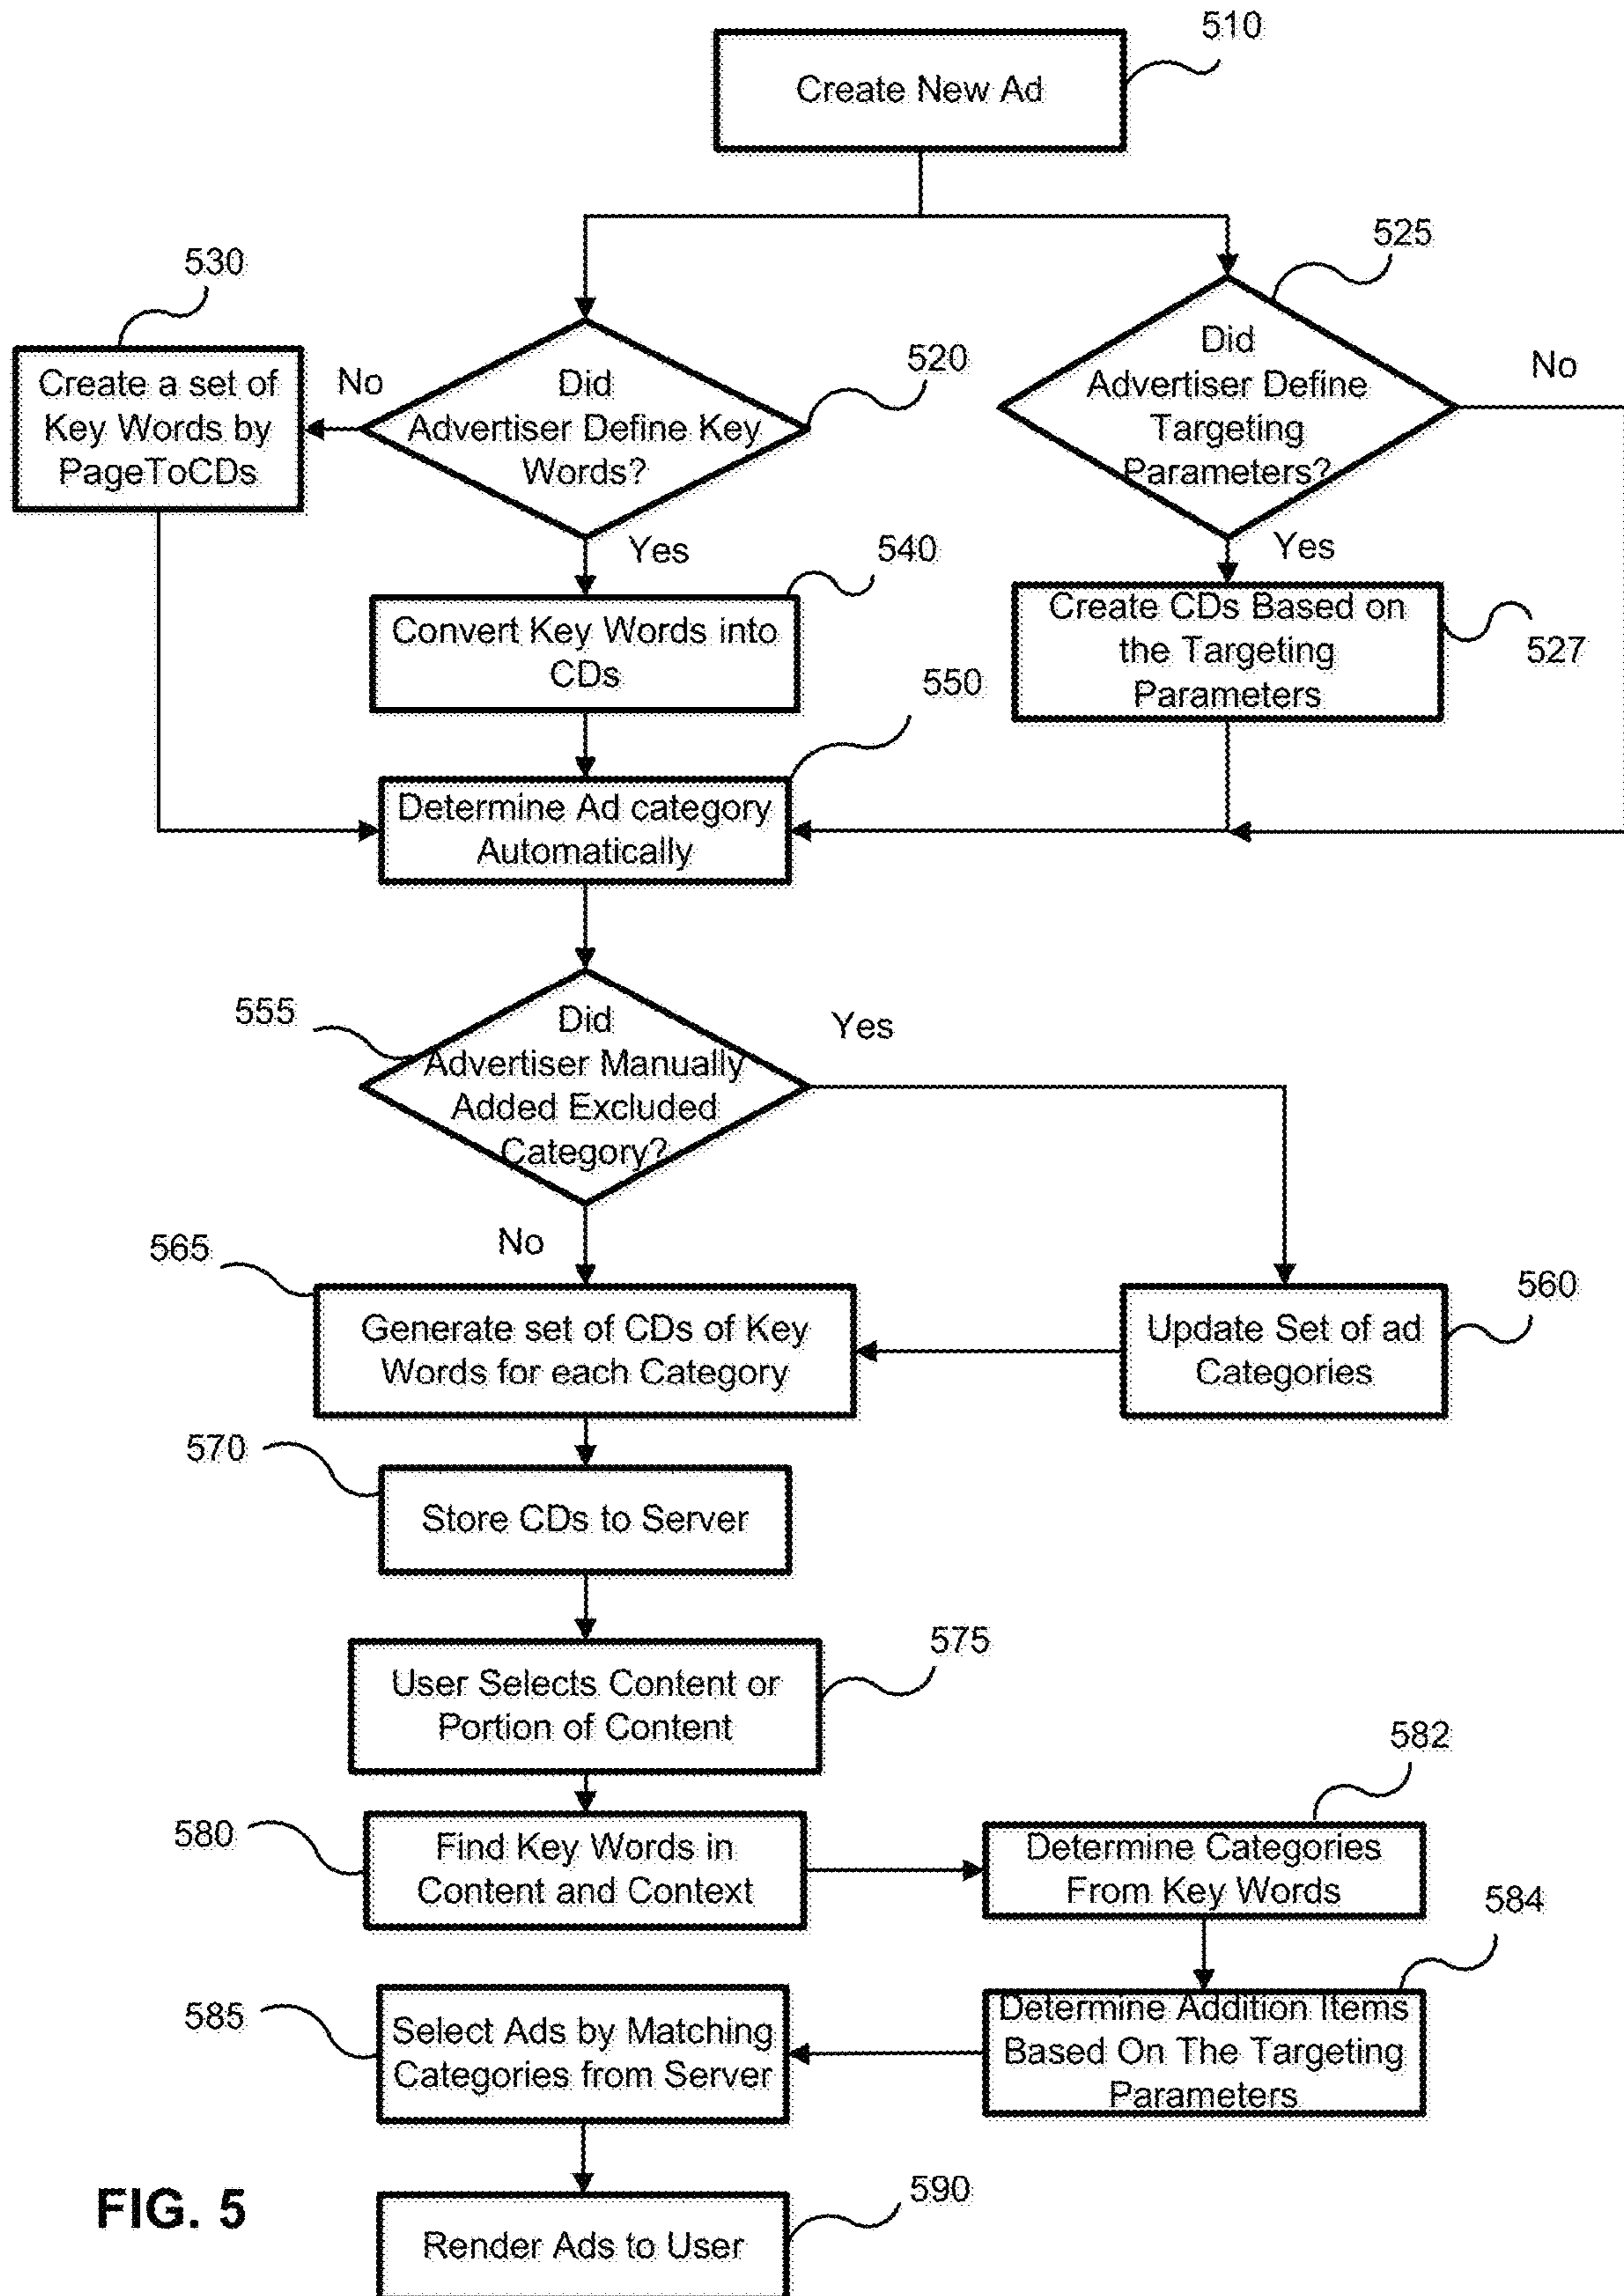 510
Create New Ad
525
530
Did
Advertiser Define
Targeting
Parameters?
No
520
Did
Advertiser Define Key
Words?
No
Create a set of
Key Words by
PageToCDs
Yes
540
Yes
Convert Key Words into
CDs
Create CDs Based on
the Targeting
Parameters
527
550
Determine Ad category
Automatically
555
Did
Advertiser Manually
Added Excluded
Category?
Yes
No
565
560
Generate set of CDs of Key
Words for each Category
Update Set of ad
Categories
570
Store CDs to Server
575
User Selects Content or
Portion of Content
582
580
Find Key Words in
Content and Context
Determine Categories
From Key Words
584
585
Select Ads by Matching
Categories from Server
Determine Addition Items
Based On The Targeting
Parameters
590
Render Ads to User
FIG. 5